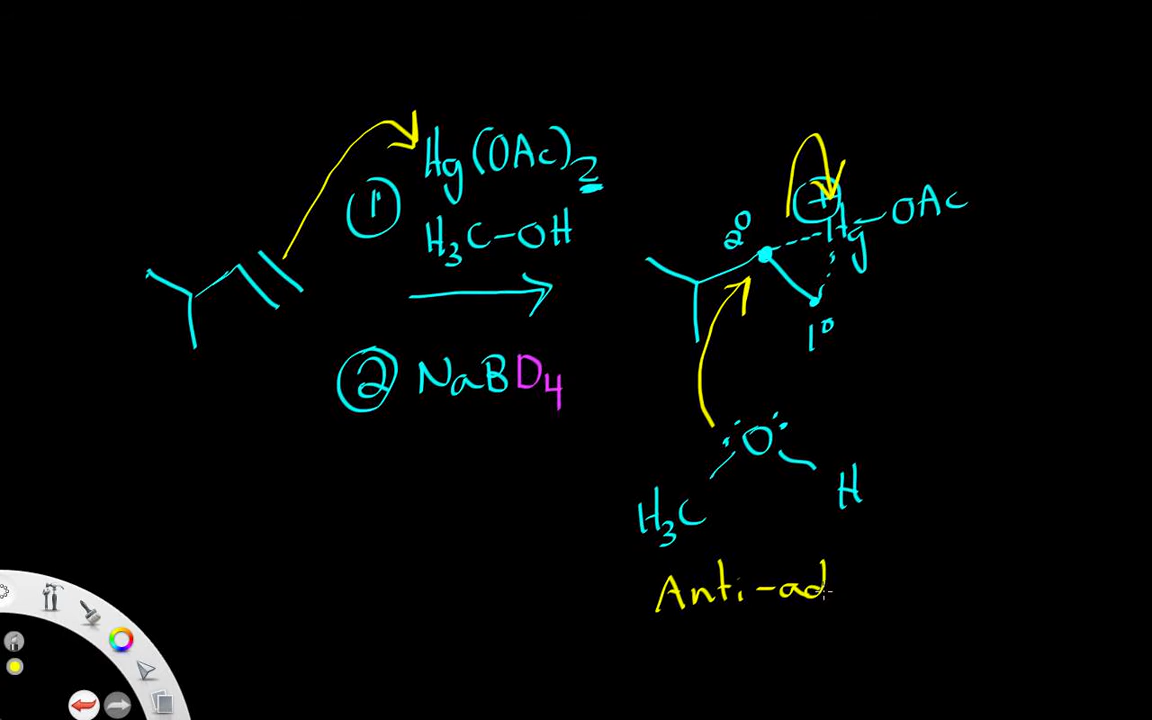 ① Hg(OAc)₂
H₃C-OH
② NaBD₄
2° + Hg-OAc
1°
:O:
H₃C H
Anti-ad